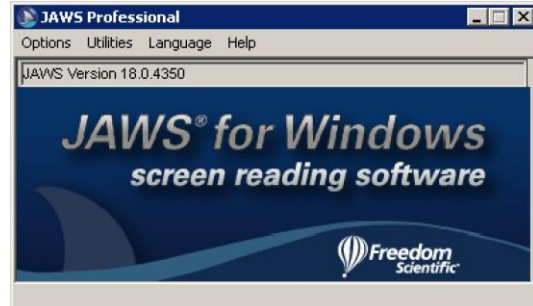 JAWS Professional
Options Utilities Language Help
JAWS Version 18.0.4350
JAWS® for Windows
screen reading software
Freedom
Scientific®